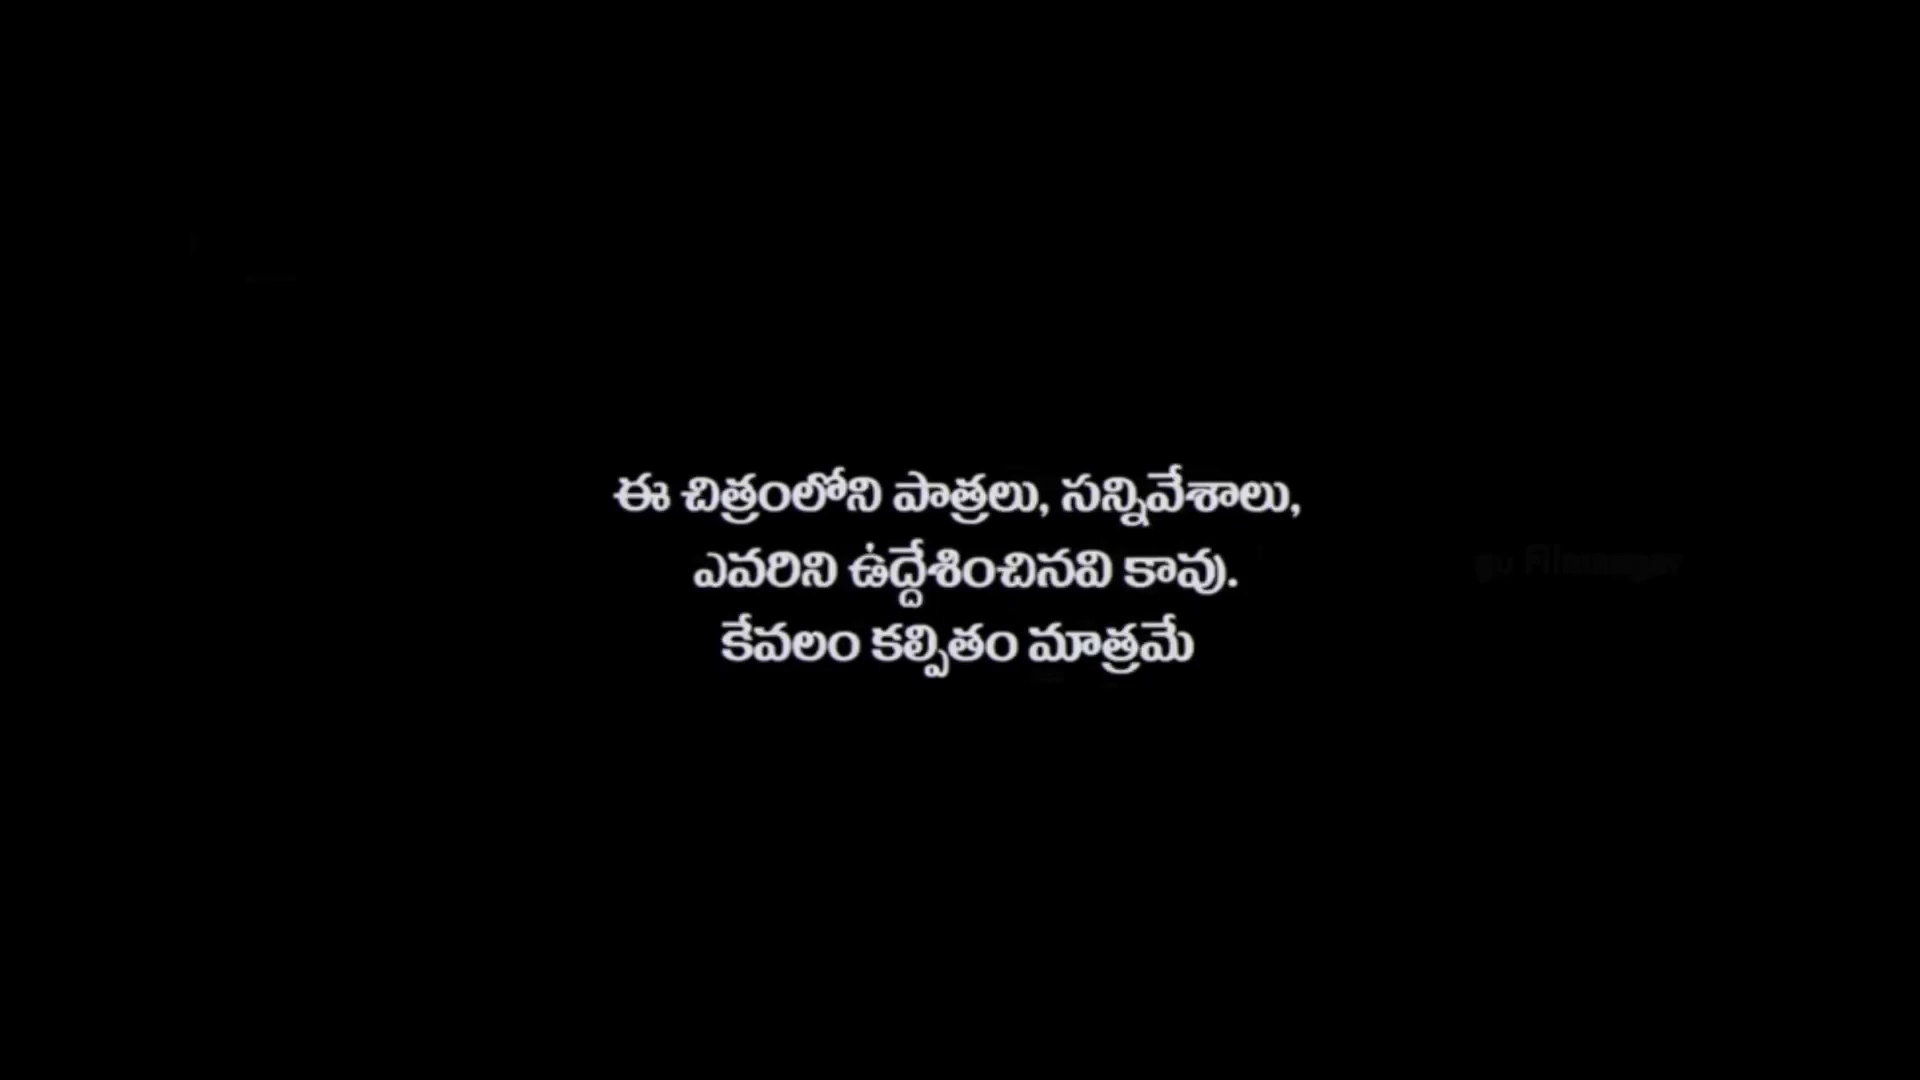 ఈ చిత్రంలోని పాత్రలు, సన్నివేశాలు,
ఎవరిని ఉద్దేశించినవి కావు.
కేవలం కల్పితం మాత్రమే